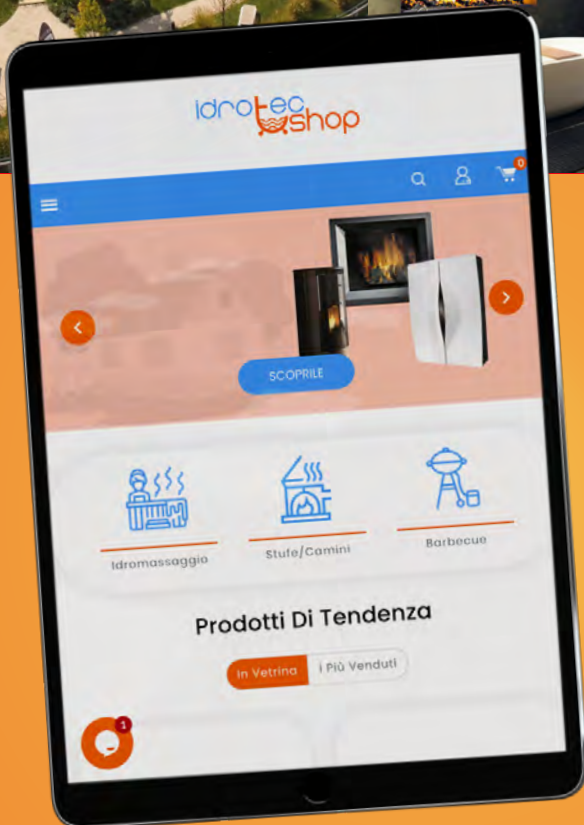 idrotec
shop
0
SCOPRILE
Idromassaggio
Stufe/Camini
Barbecue
Prodotti Di Tendenza
In Vetrina
I Più Venduti
1